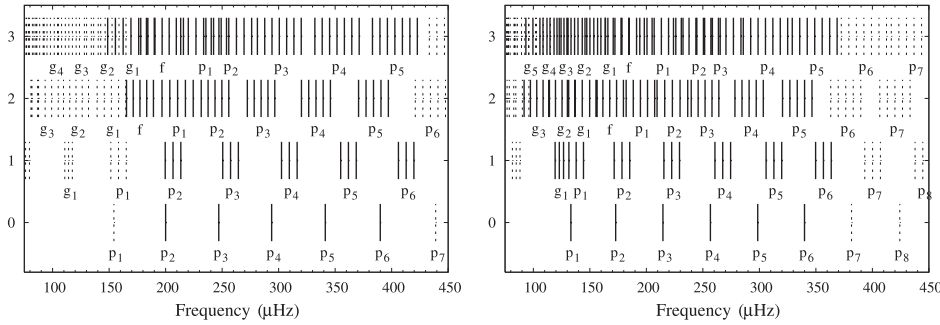 3
g₄ g₃ g₂ g₁ f p₁ p₂ p₃ p₄ p₅
2
g₃ g₂ g₁ f p₁ p₂ p₃ p₄ p₅ p₆
1
g₁ p₁ p₂ p₃ p₄ p₅ p₆
0
p₁ p₂ p₃ p₄ p₅ p₆ p₇
100 150 200 250 300 350 400 450
Frequency (μHz)
3
g₅ g₄ g₃ g₂ g₁ f p₁ p₂ p₃ p₄ p₅ p₆ p₇
2
g₃ g₂ g₁ f p₁ p₂ p₃ p₄ p₅ p₆ p₇
1
g₁ p₁ p₂ p₃ p₄ p₅ p₆ p₇ p₈
0
p₁ p₂ p₃ p₄ p₅ p₆ p₇ p₈
100 150 200 250 300 350 400 450
Frequency (μHz)